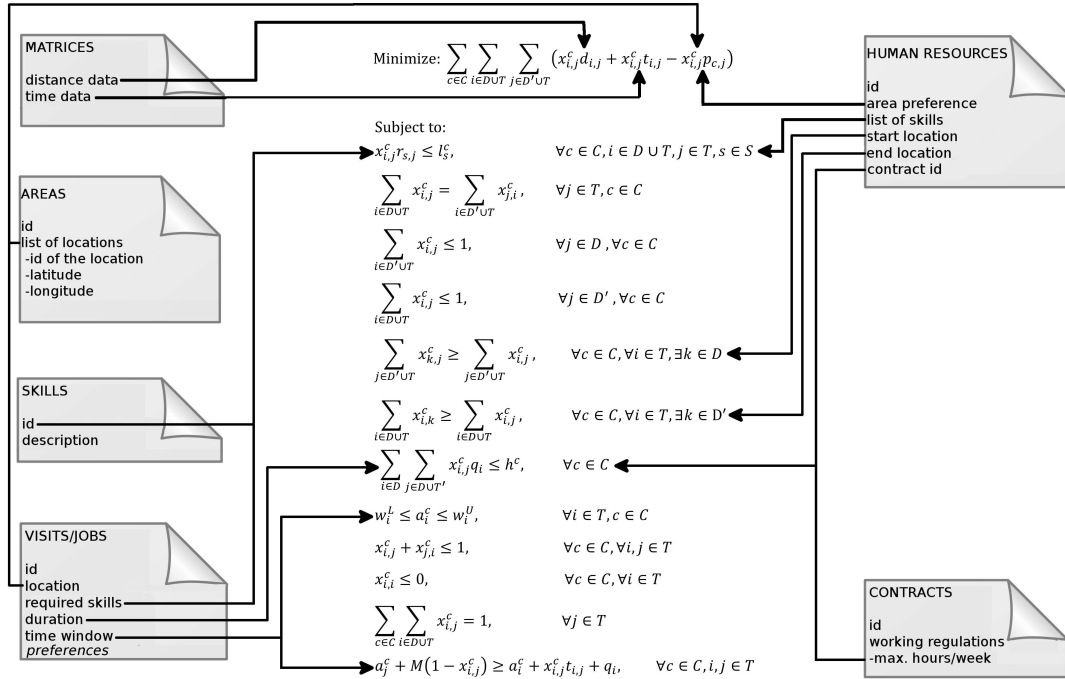 MATRICES
distance data
time data
AREAS
id
list of locations
-id of the location
-latitude
-longitude
SKILLS
id
description
VISITS/JOBS
id
location
required skills
duration
time window
preferences
Minimize: ∑_{c∈C} ∑_{i∈D∪T} ∑_{j∈D'∪T} (x^c_{i,j}d_{i,j} + x^c_{i,j}t_{i,j} − x^c_{i,j}p_{c,j})
Subject to:
x^c_{i,j}r_{s,j} ≤ l^c_s, ∀c ∈ C, i ∈ D ∪ T, j ∈ T, s ∈ S
∑_{i∈D∪T} x^c_{i,j} = ∑_{i∈D'∪T} x^c_{j,i}, ∀j ∈ T, c ∈ C
∑_{i∈D'∪T} x^c_{i,j} ≤ 1, ∀j ∈ D , ∀c ∈ C
∑_{i∈D∪T} x^c_{i,j} ≤ 1, ∀j ∈ D' , ∀c ∈ C
∑_{j∈D'∪T} x^c_{k,j} ≥ ∑_{j∈D'∪T} x^c_{i,j}, ∀c ∈ C, ∀i ∈ T, ∃k ∈ D
∑_{i∈D∪T} x^c_{i,k} ≥ ∑_{i∈D∪T} x^c_{i,j}, ∀c ∈ C, ∀i ∈ T, ∃k ∈ D'
∑_{i∈D} ∑_{j∈D∪T'} x^c_{i,j}q_i ≤ h^c, ∀c ∈ C
w^L_i ≤ a^c_i ≤ w^U_i, ∀i ∈ T, c ∈ C
x^c_{i,j} + x^c_{j,i} ≤ 1, ∀c ∈ C, ∀i, j ∈ T
x^c_{i,i} ≤ 0, ∀c ∈ C, ∀i ∈ T
∑_{c∈C} ∑_{i∈D∪T} x^c_{i,j} = 1, ∀j ∈ T
a^c_j + M(1 − x^c_{i,j}) ≥ a^c_i + x^c_{i,j}t_{i,j} + q_i, ∀c ∈ C, i, j ∈ T
HUMAN RESOURCES
id
area preference
list of skills
start location
end location
contract id
CONTRACTS
id
working regulations
-max. hours/week